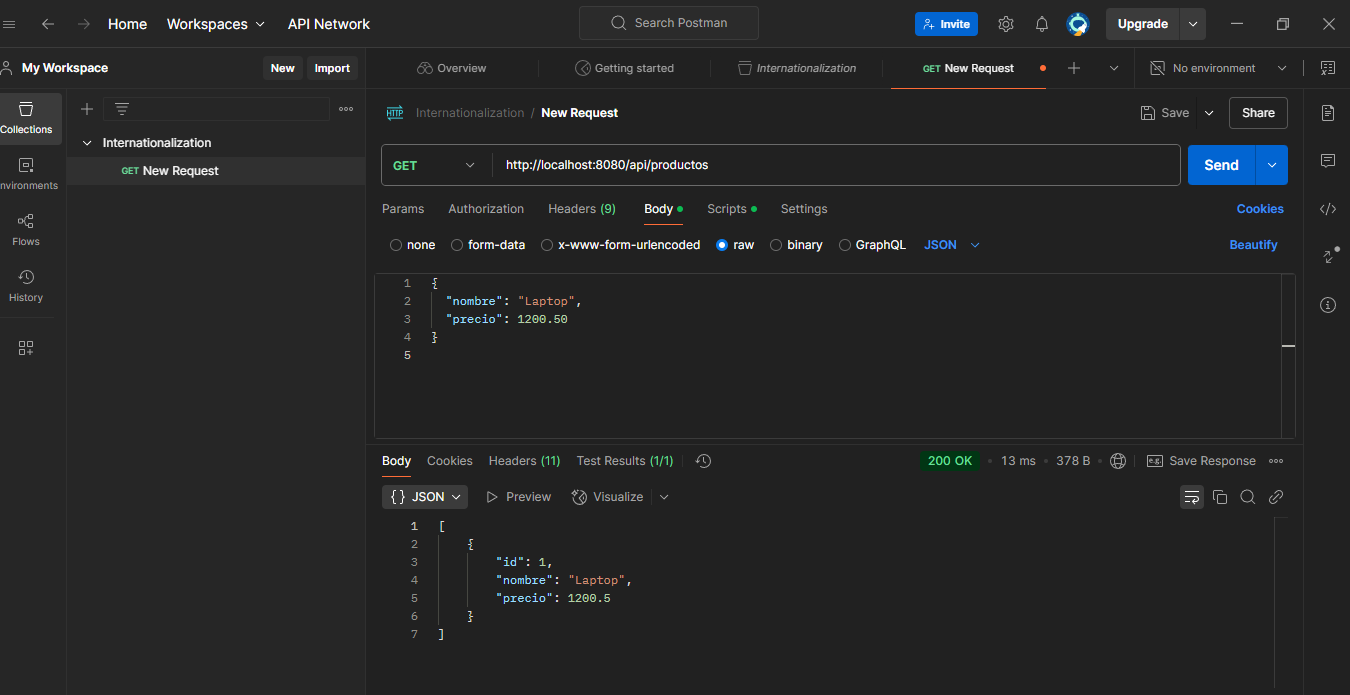 Home Workspaces API Network Search Postman Invite Upgrade
My Workspace New Import Overview Getting started Internationalization GET New Request No environment
Collections
Internationalization
GET New Request
nvironments
Flows
History
HTTP Internationalization / New Request Save Share
GET http://localhost:8080/api/productos Send
Params Authorization Headers (9) Body Scripts Settings Cookies
none form-data x-www-form-urlencoded raw binary GraphQL JSON Beautify
1 {
2 "nombre": "Laptop",
3 "precio": 1200.50
4 }
5
Body Cookies Headers (11) Test Results (1/1) 200 OK • 13 ms • 378 B • e.g. Save Response
{} JSON Preview Visualize
1 [
2 {
3 "id": 1,
4 "nombre": "Laptop",
5 "precio": 1200.5
6 }
7 ]